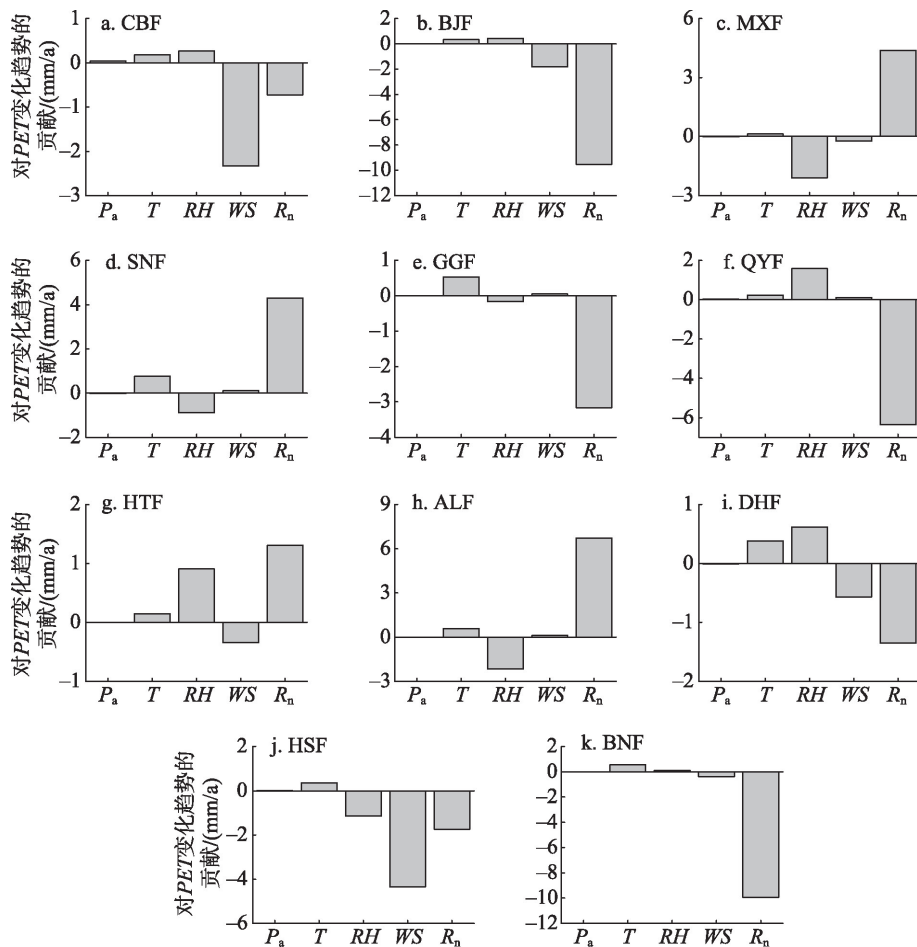 对PET变化趋势的
贡献/(mm/a)
a. CBF
1
0
−1
−2
−3
Pa T RH WS Rn
b. BJF
2
0
−2
−4
−6
−8
−10
−12
Pa T RH WS Rn
c. MXF
6
3
0
−3
Pa T RH WS Rn
对PET变化趋势的
贡献/(mm/a)
d. SNF
6
4
2
0
−2
Pa T RH WS Rn
e. GGF
1
0
−1
−2
−3
−4
Pa T RH WS Rn
f. QYF
2
0
−2
−4
−6
Pa T RH WS Rn
对PET变化趋势的
贡献/(mm/a)
g. HTF
2
1
0
−1
Pa T RH WS Rn
h. ALF
9
6
3
0
−3
Pa T RH WS Rn
i. DHF
1
0
−1
−2
Pa T RH WS Rn
对PET变化趋势的
贡献/(mm/a)
j. HSF
2
0
−2
−4
−6
Pa T RH WS Rn
k. BNF
2
0
−2
−4
−6
−8
−10
−12
Pa T RH WS Rn